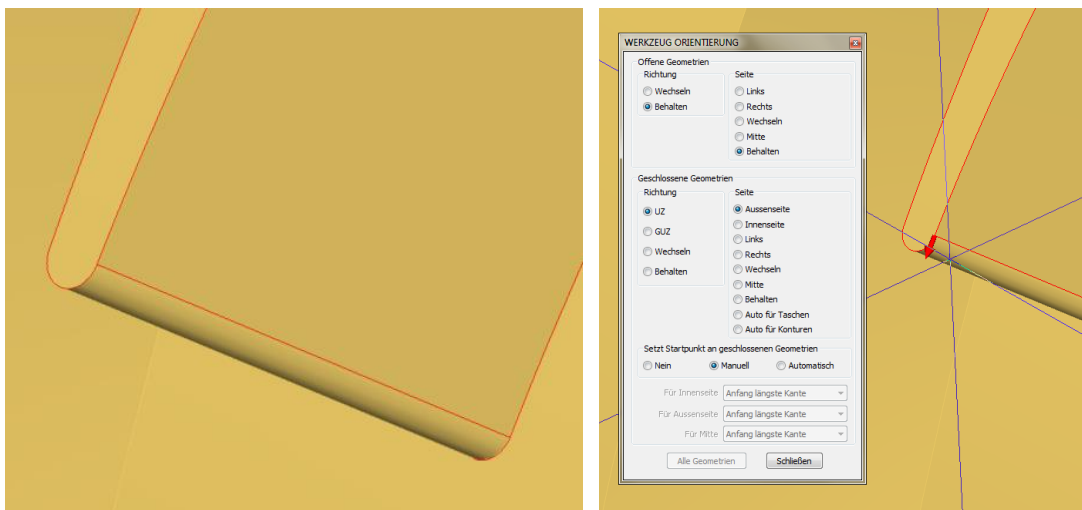 WERKZEUG ORIENTIERUNG
Offene Geometrien
Richtung
Wechseln
Behalten
Seite
Links
Rechts
Wechseln
Mitte
Behalten
Geschlossene Geometrien
Richtung
UZ
GUZ
Wechseln
Behalten
Seite
Aussenseite
Innenseite
Links
Rechts
Wechseln
Mitte
Behalten
Auto für Taschen
Auto für Konturen
Setzt Startpunkt an geschlossenen Geometrien
Nein Manuell Automatisch
Für Innenseite Anfang längste Kante
Für Aussenseite Anfang längste Kante
Für Mitte Anfang längste Kante
Alle Geometrien Schließen